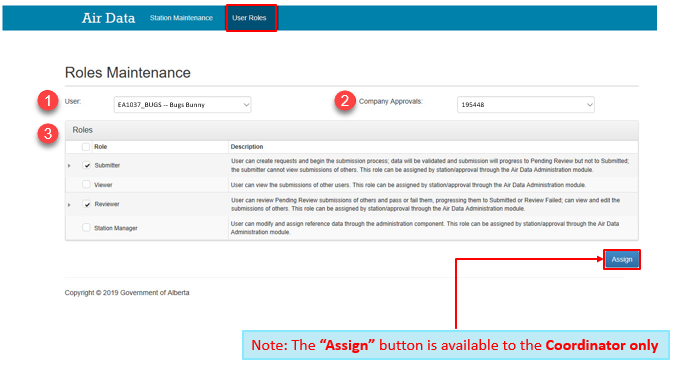 Air Data Station Maintenance User Roles
Roles Maintenance
1 User: EA1037_BUGS -- Bugs Bunny 2 Company Approvals: 195448
3 Roles
Role Description
Submitter User can create requests and begin the submission process; data will be validated and submission will progress to Pending Review but not to Submitted;
the submitter cannot view submissions of other users. This role can be assigned by station/approval through the Air Data Administration module.
Viewer User can view the submissions of other users. This role can be assigned by station/approval through the Air Data Administration module.
Reviewer User can review Pending Review submissions of others and pass or fail them, progressing them to Submitted or Review Failed; can view and edit the
submissions of others. This role can be assigned by station/approval through the Air Data Administration module.
Station Manager User can modify and assign reference data through the administration component. This role can be assigned by station/approval through the Air Data
Administration module.
Assign
Copyright © 2019 Government of Alberta
Note: The “Assign” button is available to the Coordinator only